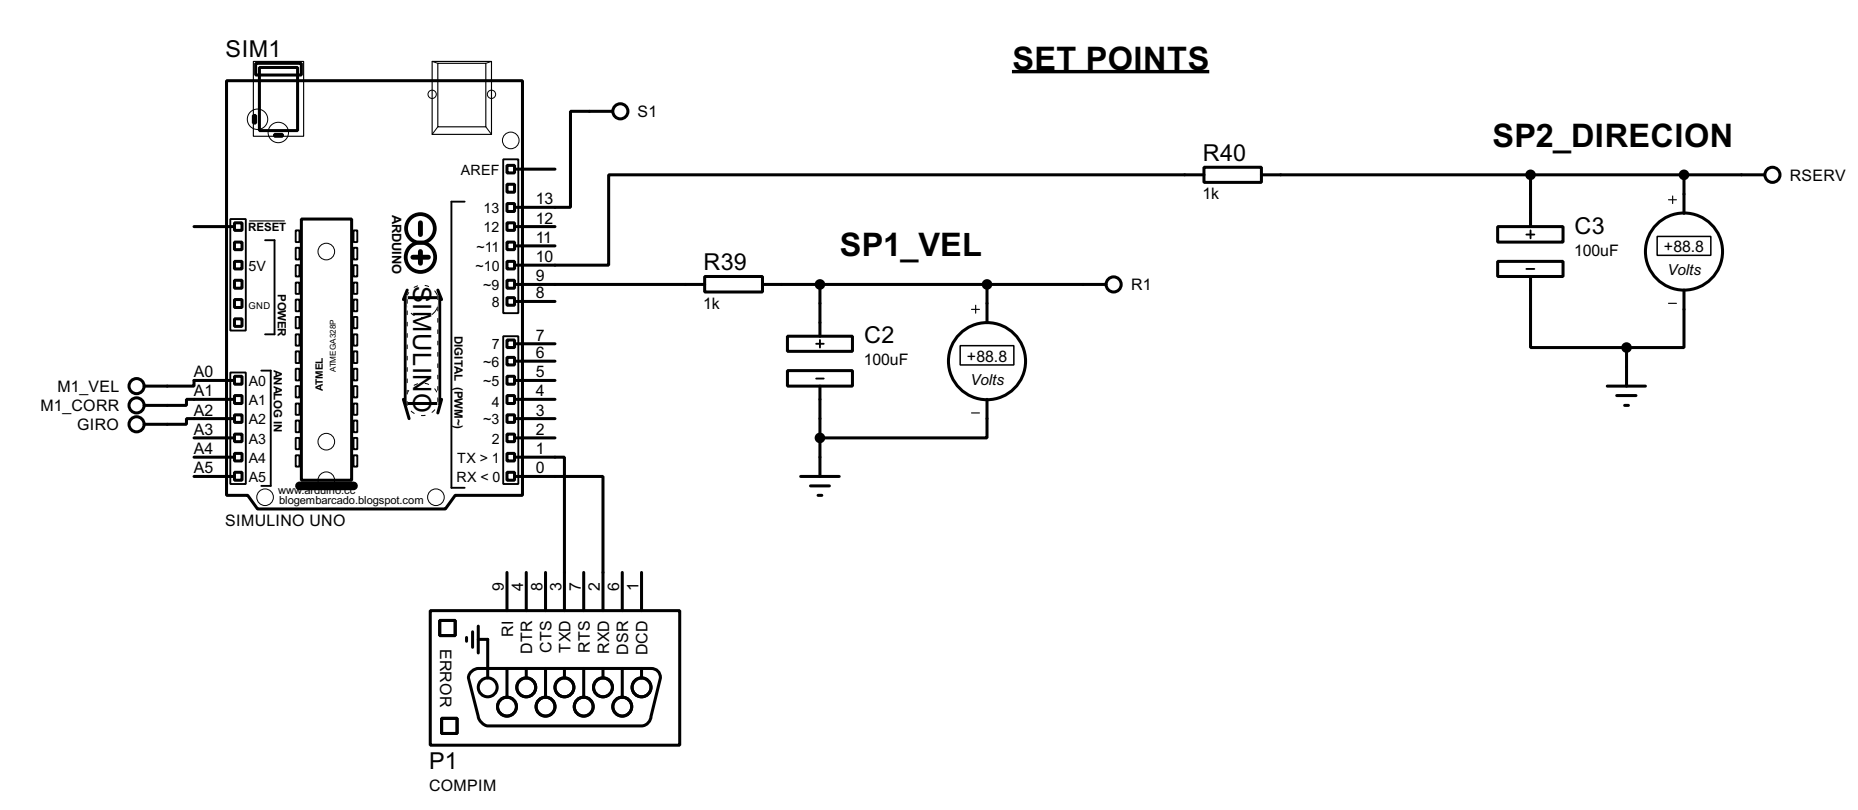 SET POINTS
SIM1
S1
AREF
13 13
12 12
~11 11
~10 10
~9 9
8 8
7 7
~6 6
~5 5
4 4
~3 3
2 2
TX > 1 1
RX < 0 0
DIGITAL (PWM~)
RESET
5V
GND
POWER
ARDUINO
SIMULINO
ATMEL
ATMEGA328P
ANALOG IN
M1_VEL A0 A0
M1_CORR A1 A1
GIRO A2 A2
A3 A3
A4 A4
A5 A5
www.arduino.cc
blogembarcado.blogspot.com
SIMULINO UNO
SP1_VEL
R39
1k
R1
C2
100uF
+
−
+
+88.8
Volts
−
SP2_DIRECION
R40
1k
RSERV
C3
100uF
+
−
+
+88.8
Volts
−
9 4 8 3 7 2 6 1
RI DTR CTS TXD RTS RXD DSR DCD
ERROR
P1
COMPIM